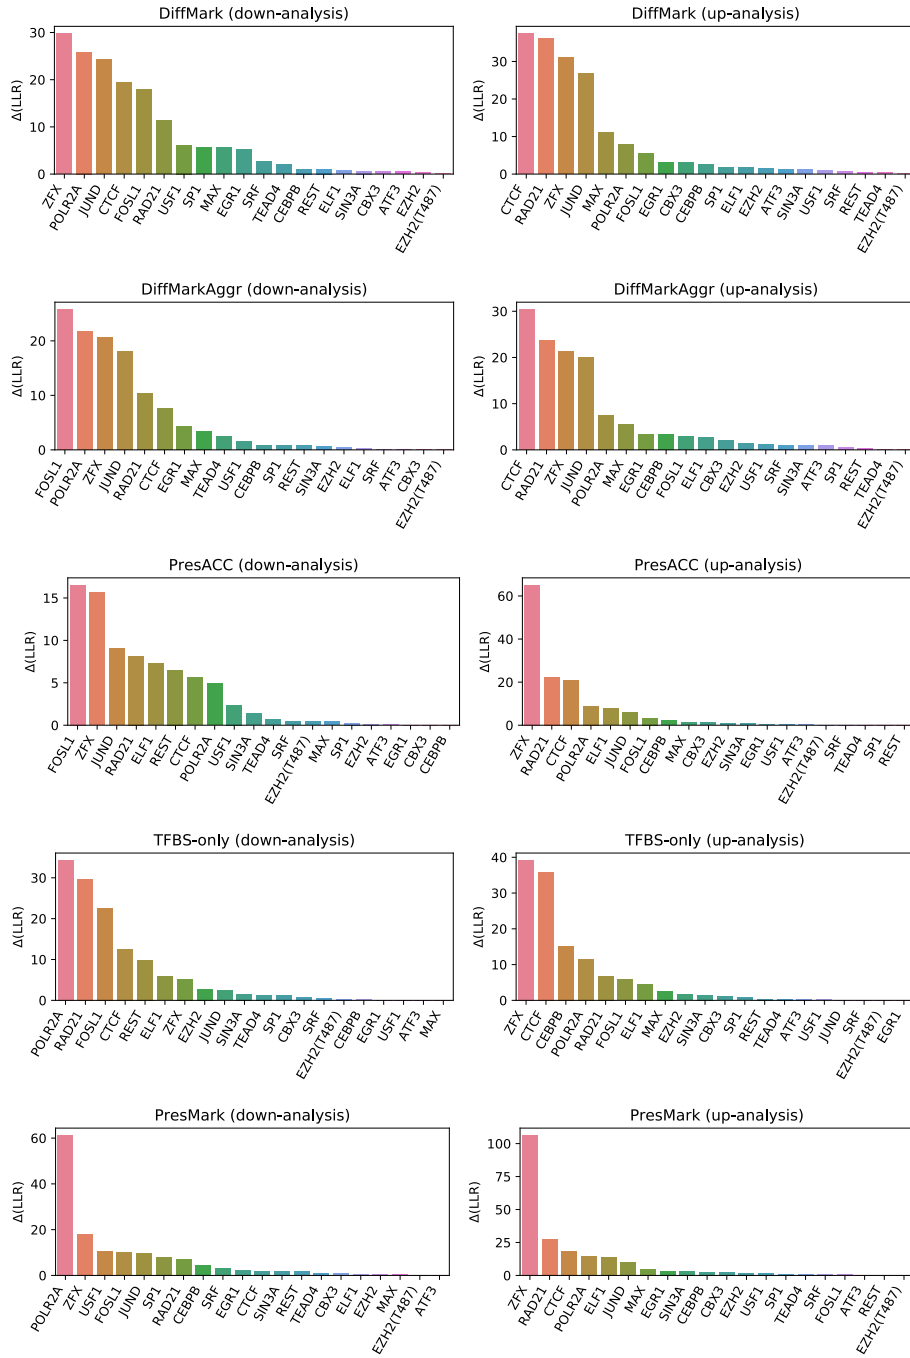 DiffMark (down-analysis)
Δ(LLR)
30
20
10
0
ZFX
POLR2A
JUND
CTCF
FOSL1
RAD21
USF1
SP1
MAX
EGR1
SRF
TEAD4
CEBPB
REST
ELF1
SIN3A
CBX3
ATF3
EZH2
EZH2(T487)
DiffMark (up-analysis)
Δ(LLR)
30
20
10
0
CTCF
RAD21
ZFX
JUND
MAX
POLR2A
FOSL1
EGR1
CBX3
CEBPB
SP1
ELF1
EZH2
ATF3
SIN3A
USF1
SRF
REST
TEAD4
EZH2(T487)
DiffMarkAggr (down-analysis)
Δ(LLR)
20
10
0
FOSL1
POLR2A
ZFX
JUND
RAD21
CTCF
EGR1
MAX
TEAD4
USF1
CEBPB
SP1
REST
SIN3A
EZH2
ELF1
SRF
ATF3
CBX3
EZH2(T487)
DiffMarkAggr (up-analysis)
Δ(LLR)
30
20
10
0
CTCF
RAD21
ZFX
JUND
POLR2A
MAX
EGR1
CEBPB
FOSL1
ELF1
CBX3
EZH2
USF1
SRF
SIN3A
ATF3
SP1
REST
TEAD4
EZH2(T487)
PresACC (down-analysis)
Δ(LLR)
15
10
5
0
FOSL1
ZFX
JUND
RAD21
ELF1
REST
CTCF
POLR2A
USF1
SIN3A
TEAD4
SRF
EZH2(T487)
MAX
SP1
EZH2
ATF3
EGR1
CBX3
CEBPB
PresACC (up-analysis)
Δ(LLR)
60
40
20
0
ZFX
RAD21
CTCF
POLR2A
ELF1
JUND
FOSL1
CEBPB
MAX
CBX3
EZH2
SIN3A
EGR1
USF1
ATF3
EZH2(T487)
SRF
TEAD4
SP1
REST
TFBS-only (down-analysis)
Δ(LLR)
30
20
10
0
POLR2A
RAD21
FOSL1
CTCF
REST
ELF1
ZFX
EZH2
JUND
SIN3A
TEAD4
SP1
CBX3
SRF
EZH2(T487)
CEBPB
EGR1
USF1
ATF3
MAX
TFBS-only (up-analysis)
Δ(LLR)
40
30
20
10
0
ZFX
CTCF
CEBPB
POLR2A
RAD21
FOSL1
ELF1
MAX
EZH2
SIN3A
CBX3
SP1
REST
TEAD4
ATF3
USF1
JUND
SRF
EZH2(T487)
EGR1
PresMark (down-analysis)
Δ(LLR)
60
40
20
0
POLR2A
ZFX
USF1
FOSL1
JUND
SP1
RAD21
CEBPB
SRF
EGR1
CTCF
SIN3A
REST
TEAD4
CBX3
ELF1
EZH2
MAX
EZH2(T487)
ATF3
PresMark (up-analysis)
Δ(LLR)
100
75
50
25
0
ZFX
RAD21
CTCF
POLR2A
ELF1
JUND
MAX
EGR1
SIN3A
CEBPB
CBX3
EZH2
USF1
SP1
TEAD4
SRF
FOSL1
ATF3
REST
EZH2(T487)